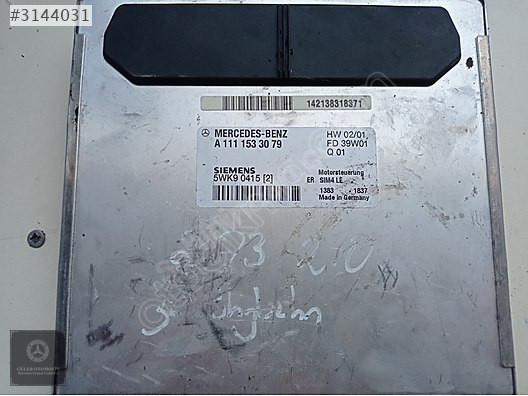 #3144031
142138318371
MERCEDES-BENZ
A 111 153 30 79
HW 02/01
FD 39W01
Q 01
SIEMENS
5WK9 0415 [2]
Motorsteuerung
ER SIM4 LE
1383 1837
Made in Germany
210